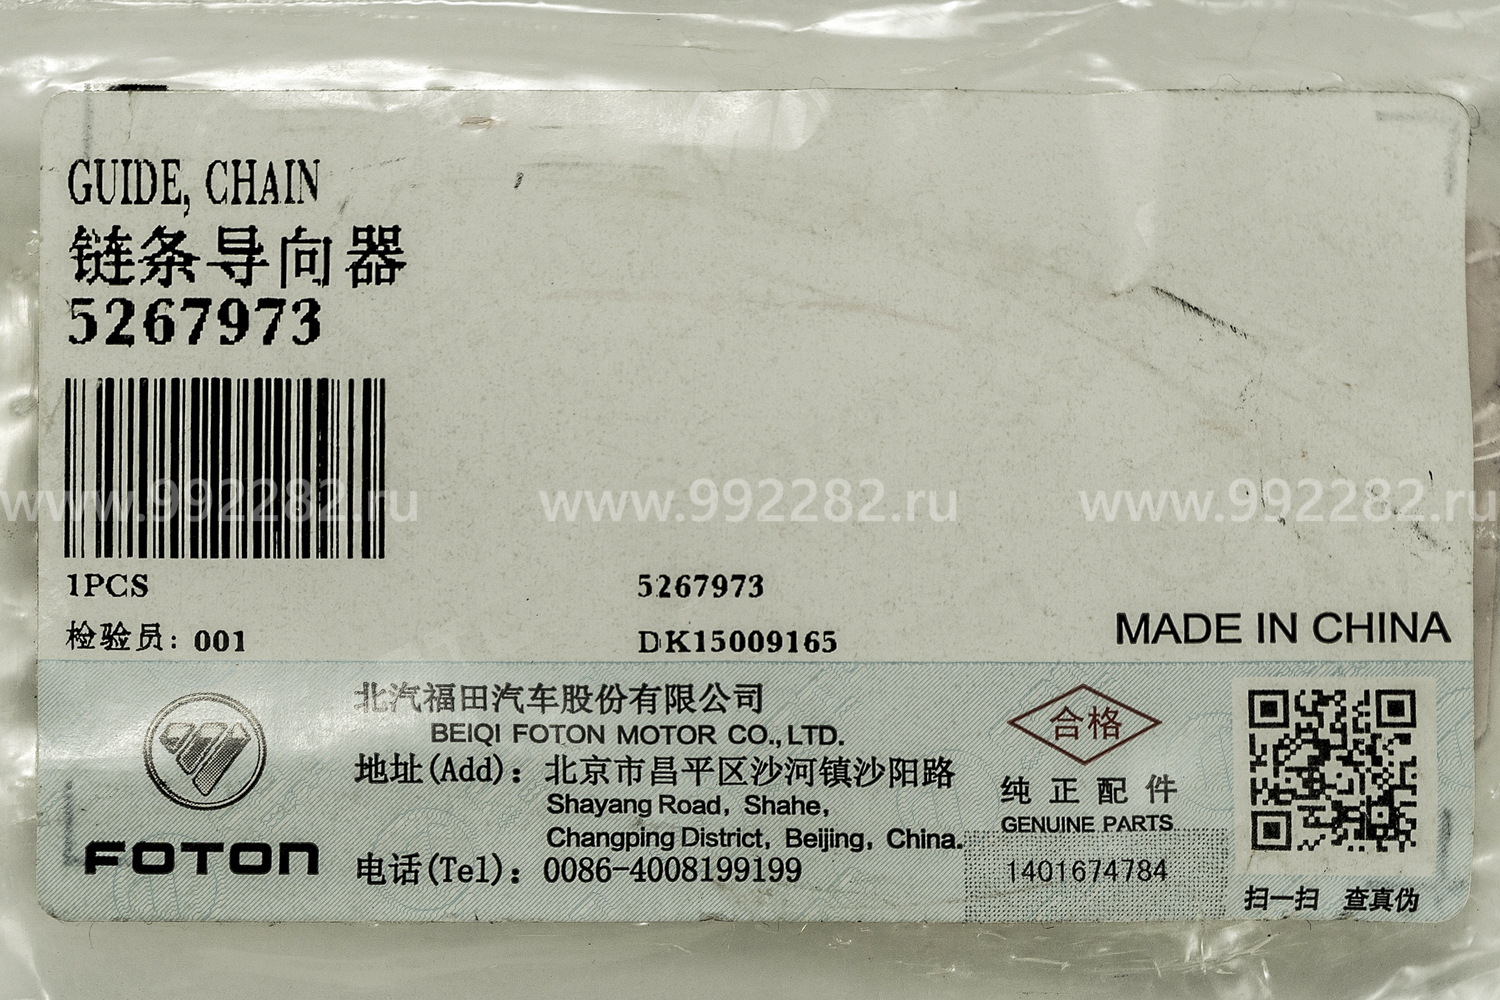 GUIDE, CHAIN
链条导向器
5267973
www.992282.ru www.992282.ru www.992282.ru
1PCS 5267973
检验员: 001 DK15009165
MADE IN CHINA
北汽福田汽车股份有限公司
BEIQI FOTON MOTOR CO.,LTD.
地址(Add): 北京市昌平区沙河镇沙阳路
Shayang Road, Shahe,
Changping District, Beijing, China.
电话(Tel): 0086-4008199199
FOTON
合格
纯正配件
GENUINE PARTS
1401674784
扫一扫 查真伪